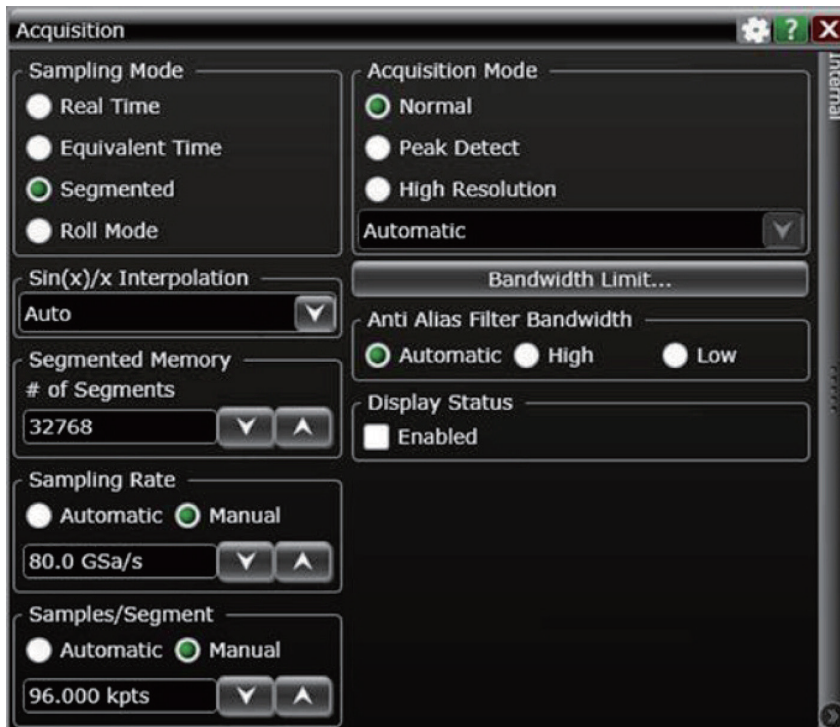 Acquisition
?
X
Internal
Sampling Mode
Real Time
Equivalent Time
Segmented
Roll Mode
Sin(x)/x Interpolation
Auto
Segmented Memory
# of Segments
32768
Sampling Rate
Automatic
Manual
80.0 GSa/s
Samples/Segment
Automatic
Manual
96.000 kpts
Acquisition Mode
Normal
Peak Detect
High Resolution
Automatic
Bandwidth Limit...
Anti Alias Filter Bandwidth
Automatic
High
Low
Display Status
Enabled